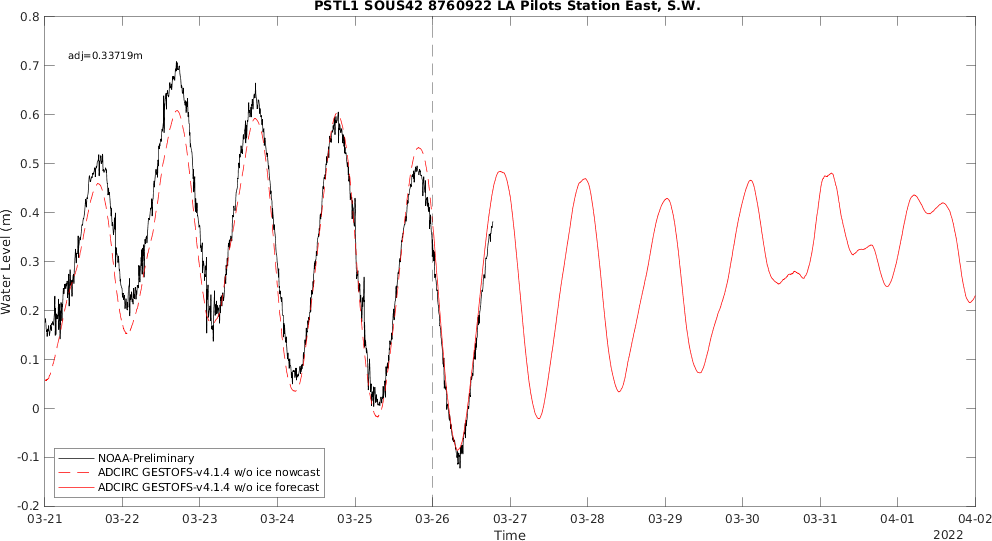 PSTL1 SOUS42 8760922 LA Pilots Station East, S.W.
adj=0.33719m
0.8
0.7
0.6
0.5
0.4
0.3
0.2
0.1
0
-0.1
-0.2
Water Level (m)
NOAA-Preliminary
ADCIRC GESTOFS-v4.1.4 w/o ice nowcast
ADCIRC GESTOFS-v4.1.4 w/o ice forecast
03-21 03-22 03-23 03-24 03-25 03-26 03-27 03-28 03-29 03-30 03-31 04-01 04-02
Time
2022